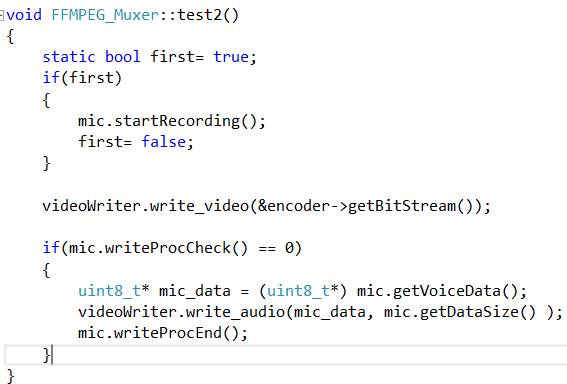 void FFMPEG_Muxer::test2()
{
    static bool first= true;
    if(first)
    {
        mic.startRecording();
        first= false;
    }

    videoWriter.write_video(&encoder->getBitStream());

    if(mic.writeProcCheck() == 0)
    {
        uint8_t* mic_data = (uint8_t*) mic.getVoiceData();
        videoWriter.write_audio(mic_data, mic.getDataSize() );
        mic.writeProcEnd();
    }
}